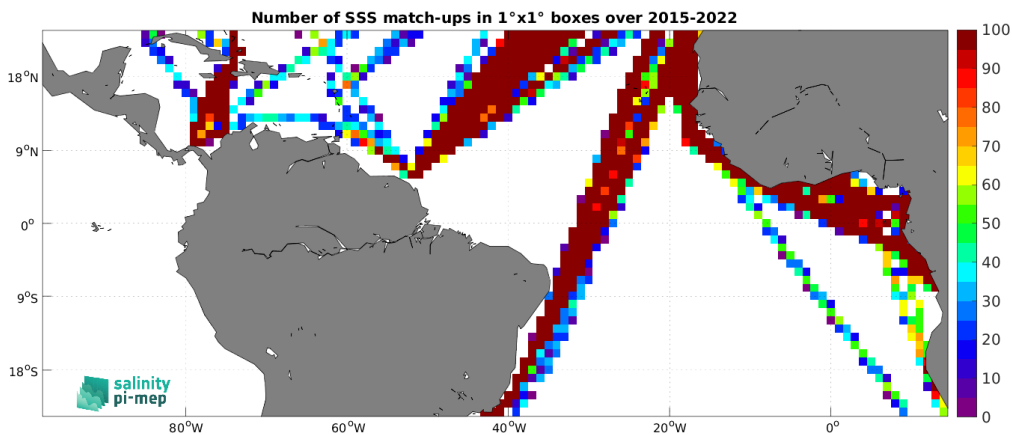 Number of SSS match-ups in 1°x1° boxes over 2015-2022
18°N
9°N
0°
9°S
18°S
80°W
60°W
40°W
20°W
0°
100
90
80
70
60
50
40
30
20
10
0
salinity
pi-mep